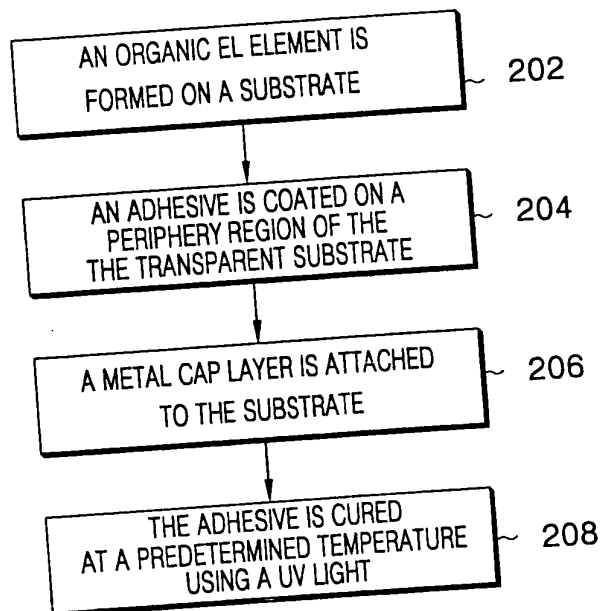 AN ORGANIC EL ELEMENT IS
FORMED ON A SUBSTRATE
202
AN ADHESIVE IS COATED ON A
PERIPHERY REGION OF THE
THE TRANSPARENT SUBSTRATE
204
A METAL CAP LAYER IS ATTACHED
TO THE SUBSTRATE
206
THE ADHESIVE IS CURED
AT A PREDETERMINED TEMPERATURE
USING A UV LIGHT
208